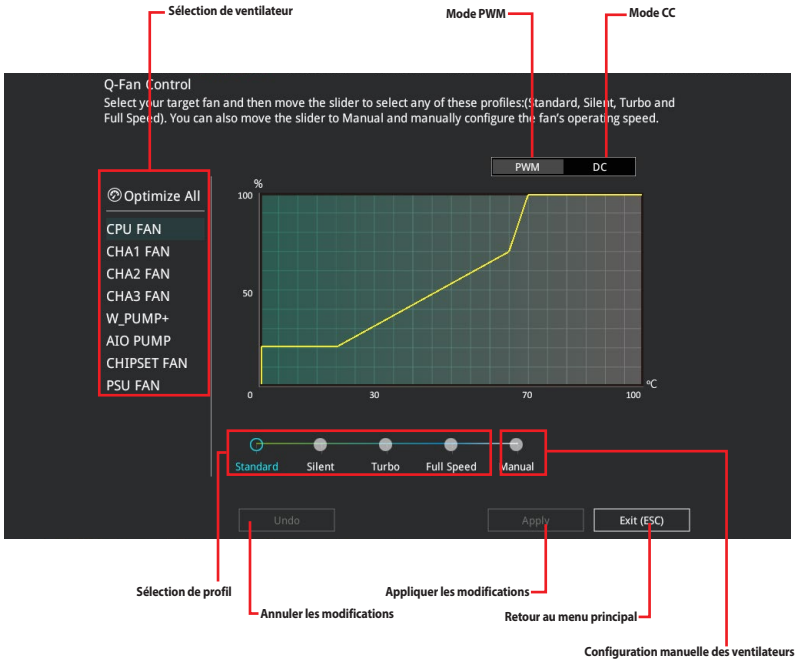 Sélection de ventilateur
Mode PWM
Mode CC
Q-Fan Control
Select your target fan and then move the slider to select any of these profiles:(Standard, Silent, Turbo and
Full Speed). You can also move the slider to Manual and manually configure the fan's operating speed.
PWM
DC
Optimize All
CPU FAN
CHA1 FAN
CHA2 FAN
CHA3 FAN
W_PUMP+
AIO PUMP
CHIPSET FAN
PSU FAN
%
100
50
0
30
70
100
°C
Standard
Silent
Turbo
Full Speed
Manual
Undo
Apply
Exit (ESC)
Sélection de profil
Appliquer les modifications
Annuler les modifications
Retour au menu principal
Configuration manuelle des ventilateurs